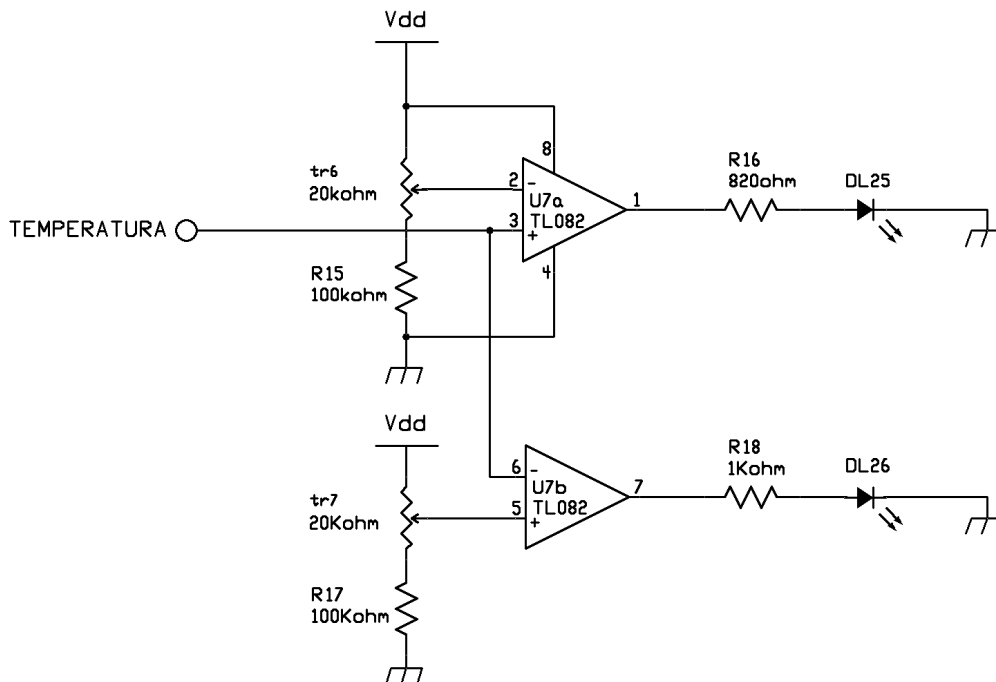 Vdd
8
tr6
20kohm
2
-
U7a
TL082
3
+
1
R16
820ohm
DL25
TEMPERATURA
R15
100kohm
4
Vdd
tr7
20Kohm
6
-
U7b
TL082
5
+
7
R18
1Kohm
DL26
R17
100Kohm